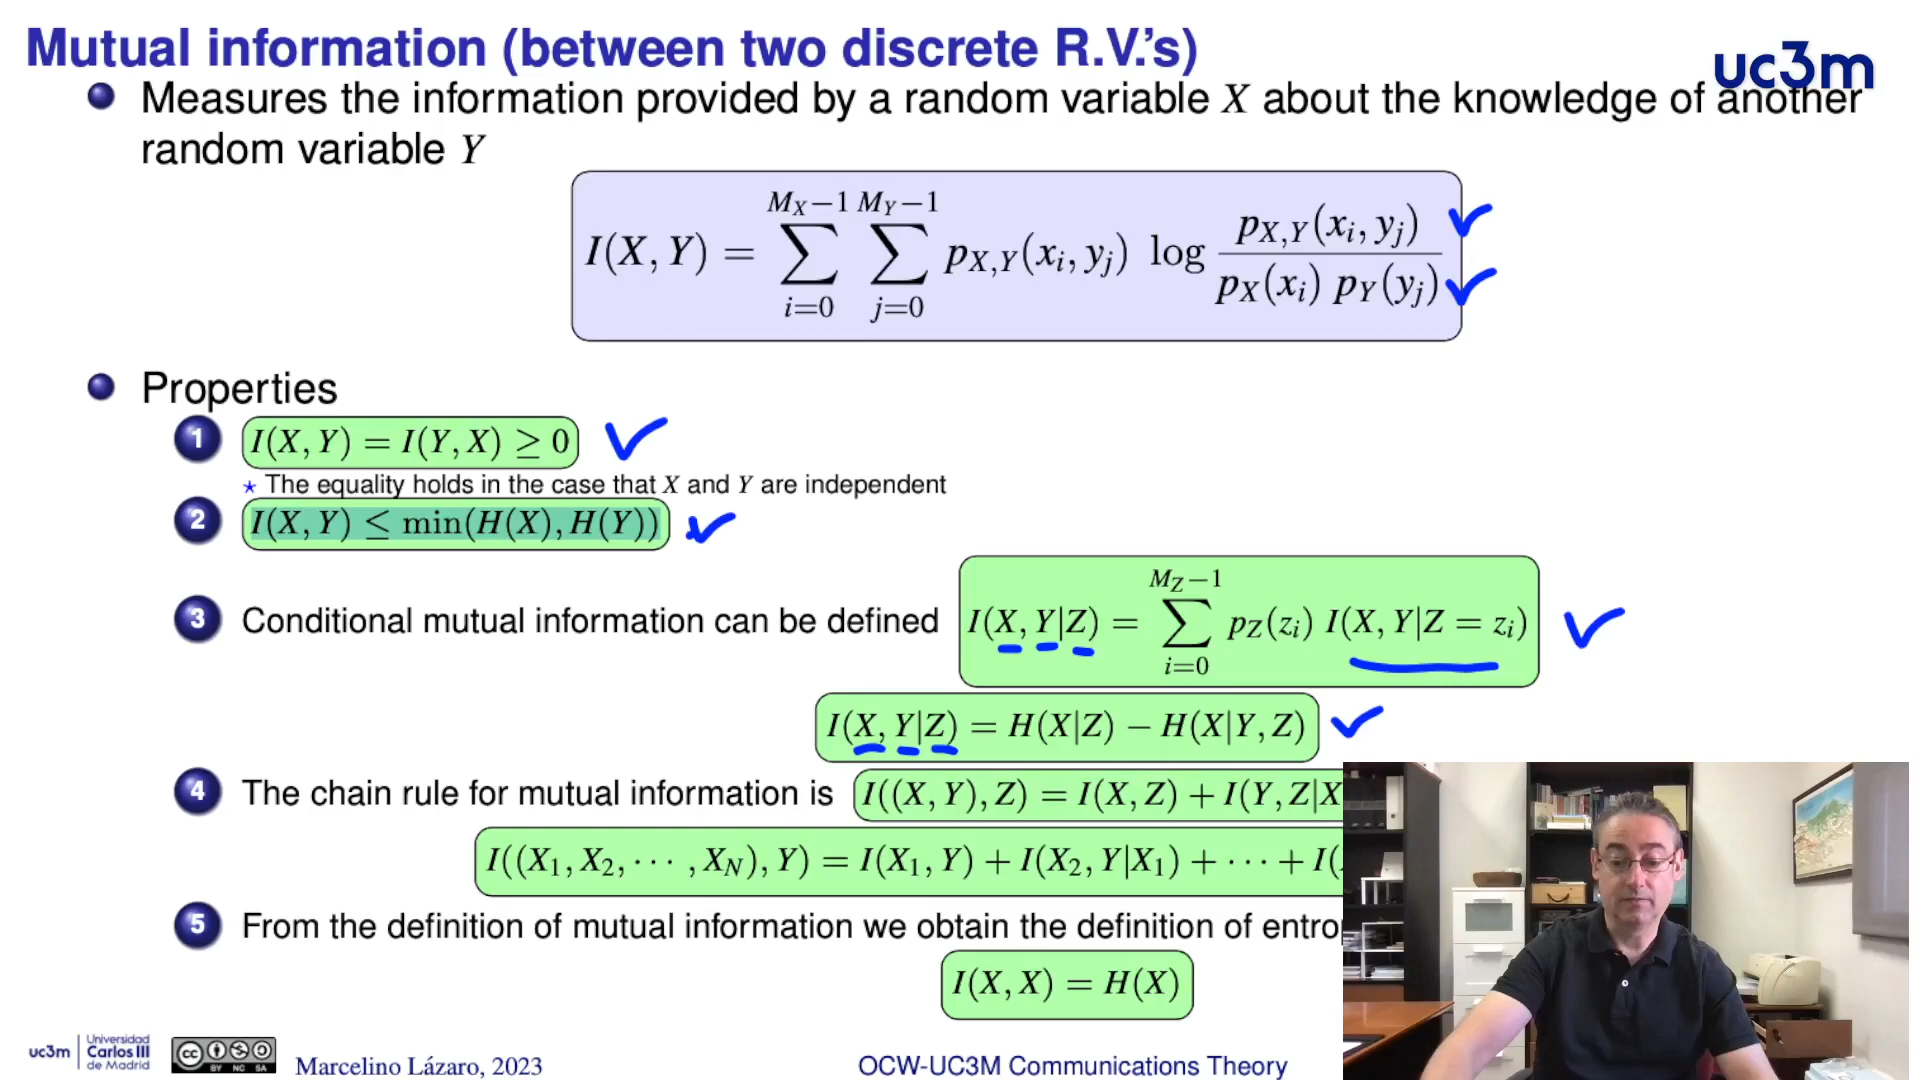 Mutual information (between two discrete R.V.'s)
uc3m
Measures the information provided by a random variable X about the knowledge of another
random variable Y
I(X, Y) = ∑_{i=0}^{M_X−1} ∑_{j=0}^{M_Y−1} p_{X,Y}(x_i, y_j) log p_{X,Y}(x_i, y_j) / p_X(x_i) p_Y(y_j)
Properties
1 I(X, Y) = I(Y, X) ≥ 0
⋆ The equality holds in the case that X and Y are independent
2 I(X, Y) ≤ min(H(X), H(Y))
3 Conditional mutual information can be defined I(X, Y|Z) = ∑_{i=0}^{M_Z−1} p_Z(z_i) I(X, Y|Z = z_i)
I(X, Y|Z) = H(X|Z) − H(X|Y, Z)
4 The chain rule for mutual information is I((X, Y), Z) = I(X, Z) + I(Y, Z|X
I((X_1, X_2, · · · , X_N), Y) = I(X_1, Y) + I(X_2, Y|X_1) + · · · + I(
5 From the definition of mutual information we obtain the definition of entro
I(X, X) = H(X)
uc3m Universidad Carlos III de Madrid
cc BY NC SA
Marcelino Lázaro, 2023
OCW-UC3M Communications Theory